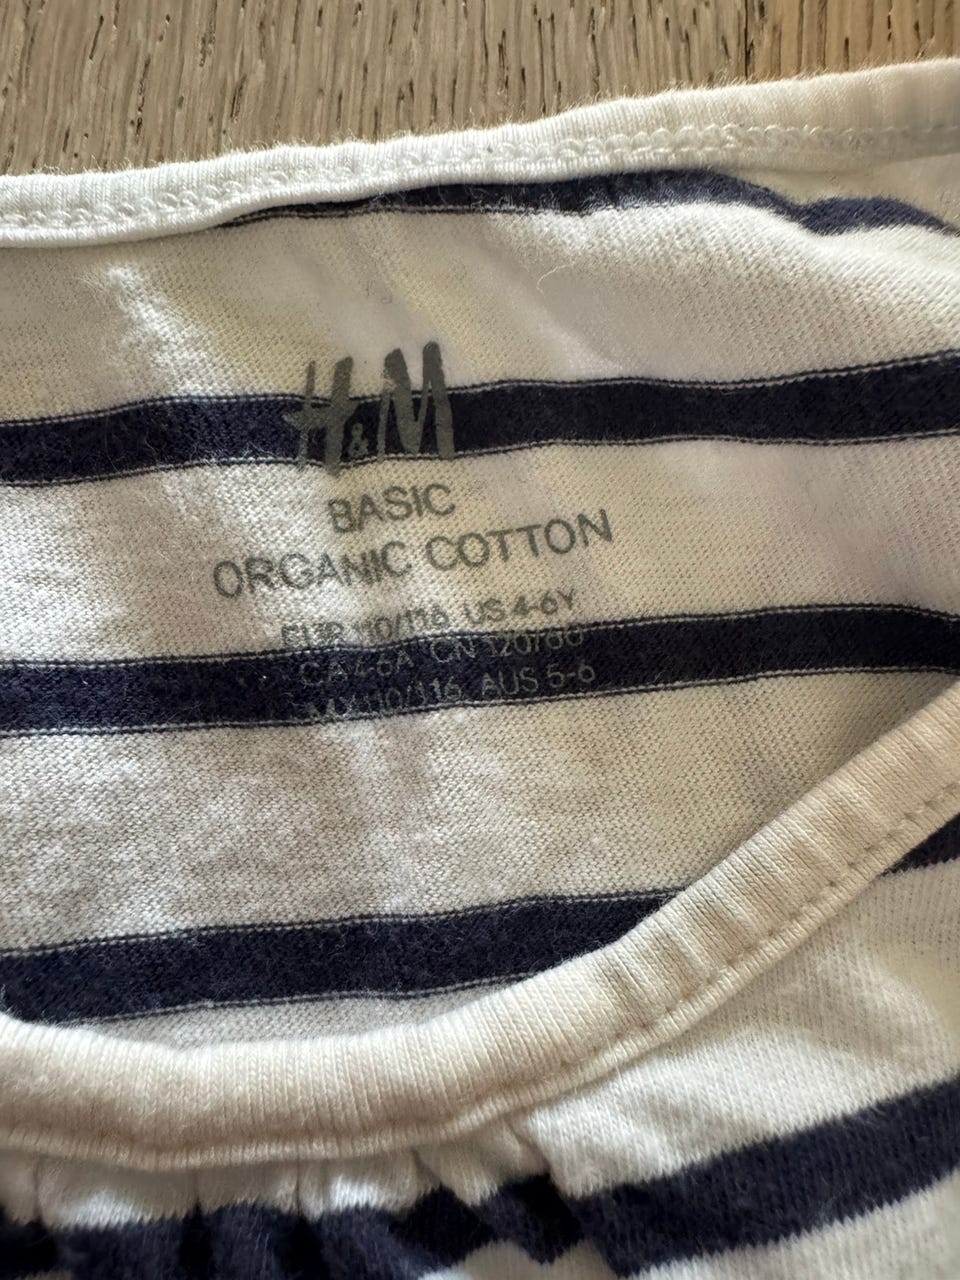 H&M
BASIC
ORGANIC COTTON
EUR 110/116 US 4-6Y
CA 4-6A CN 120/60
MX 110/116 AUS 5-6